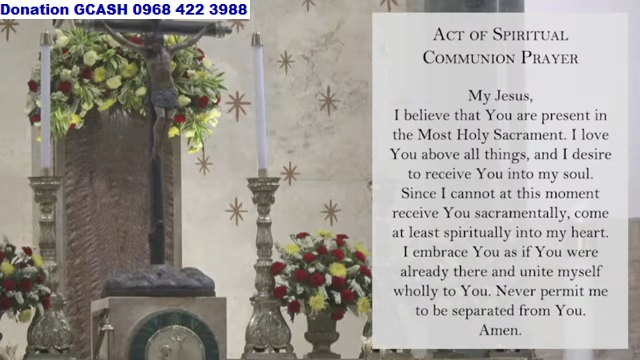 Donation GCASH 0968 422 3988
Act of Spiritual
Communion Prayer
My Jesus,
I believe that You are present in
the Most Holy Sacrament. I love
You above all things, and I desire
to receive You into my soul.
Since I cannot at this moment
receive You sacramentally, come
at least spiritually into my heart.
I embrace You as if You were
already there and unite myself
wholly to You. Never permit me
to be separated from You.
Amen.